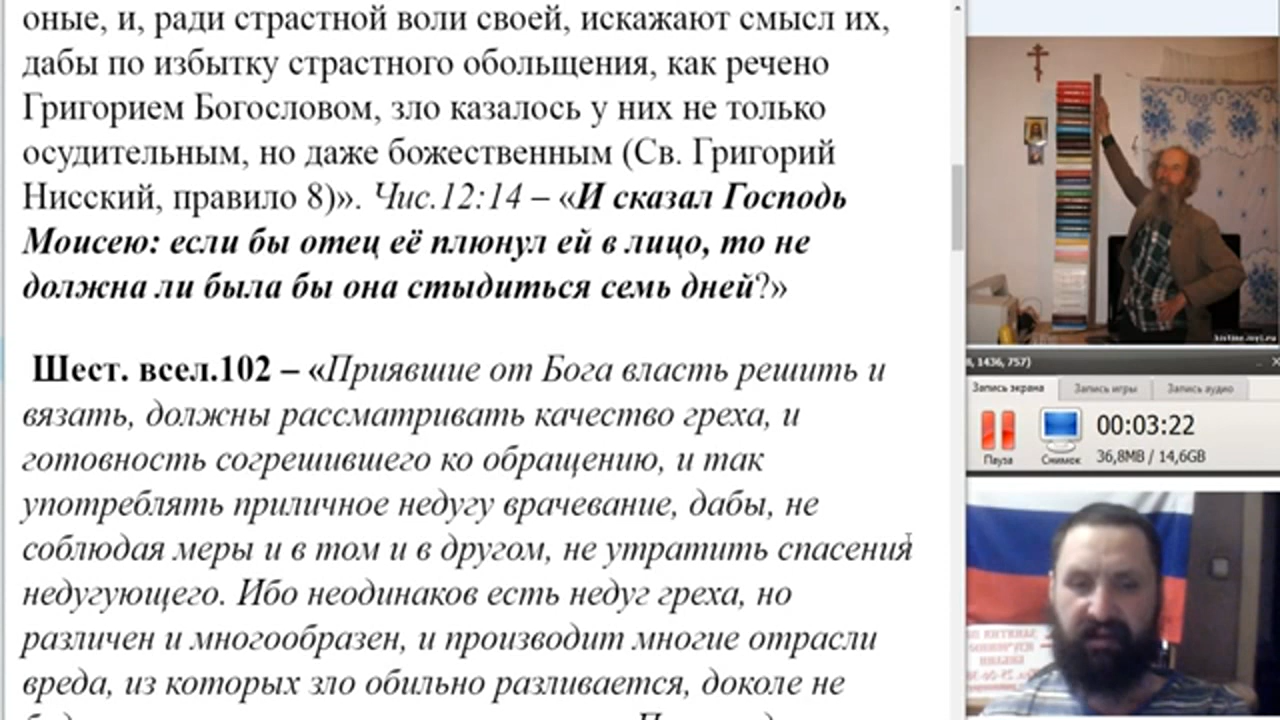 оные, и, ради страстной воли своей, искажают смысл их,
дабы по избытку страстного обольщения, как речено
Григорием Богословом, зло казалось у них не только
осудительным, но даже божественным (Св. Григорий
Нисский, правило 8)». Чис.12:14 – «И сказал Господь
Моисею: если бы отец её плюнул ей в лицо, то не
должна ли была бы она стыдиться семь дней?»
Шест. всел.102 – «Приявшие от Бога власть решить и
вязать, должны рассматривать качество греха, и
готовность согрешившего ко обращению, и так
употреблять приличное недугу врачевание, дабы, не
соблюдая меры и в том и в другом, не утратить спасения
недугующего. Ибо неодинаков есть недуг греха, но
различен и многообразен, и производит многие отрасли
вреда, из которых зло обильно разливается, доколе не
, 1436, 757)
Запись экрана Запись игры Запись аудио
00:03:22
Пауза Снимок 36,8MB / 14,6GB
ЗАНЯТИЯ ПО
ИЗУЧЕНИЮ
БИБЛИИ